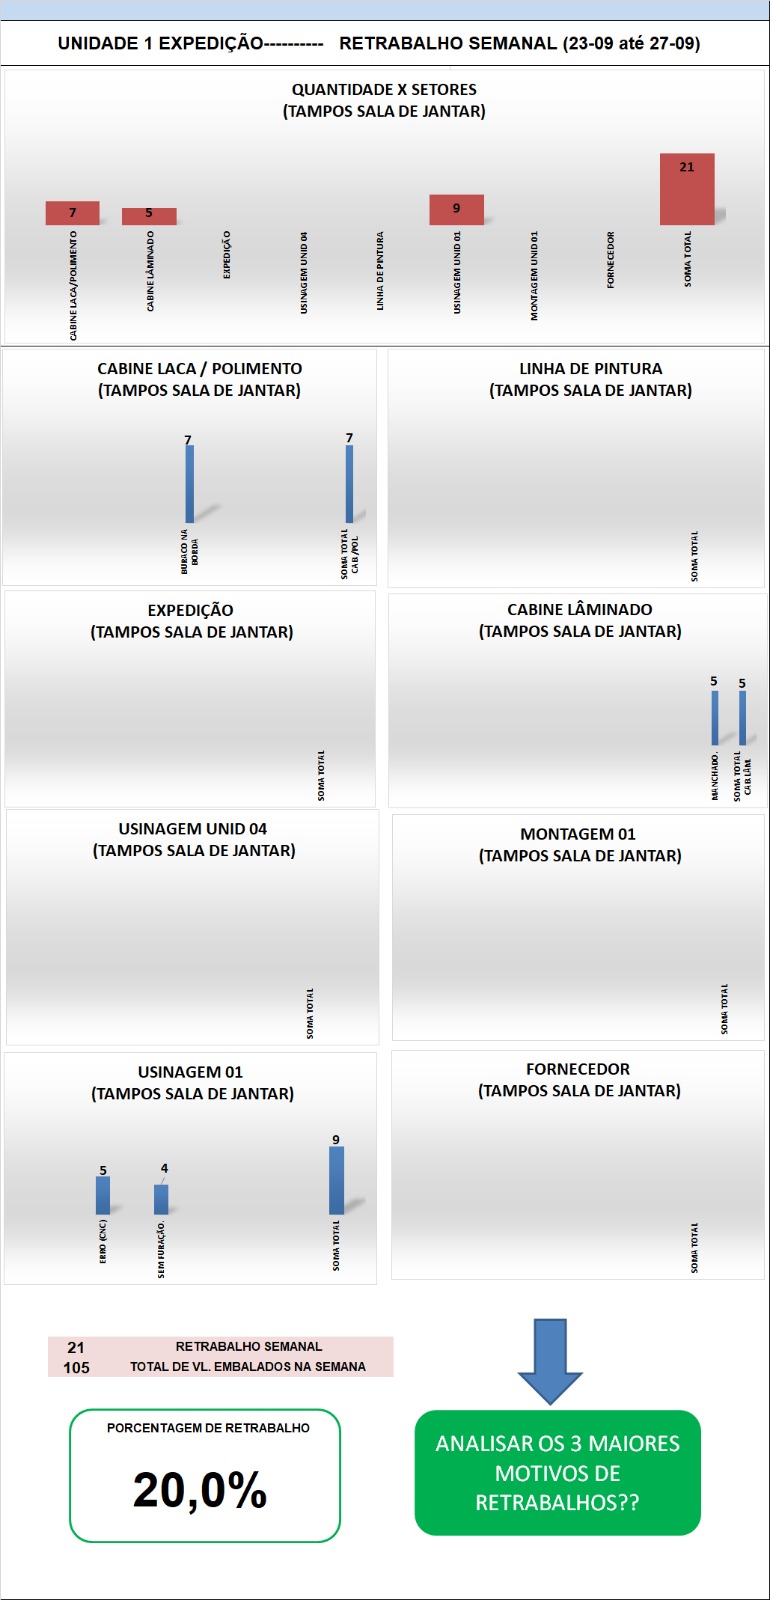 UNIDADE 1 EXPEDIÇÃO---------- RETRABALHO SEMANAL (23-09 até 27-09)
QUANTIDADE X SETORES
(TAMPOS SALA DE JANTAR)
7
5
9
21
CABINE LACA/POLIMENTO
CABINE LÂMINADO
EXPEDIÇÃO
USINAGEM UNID 04
LINHA DE PINTURA
USINAGEM UNID 01
MONTAGEM UNID 01
FORNECEDOR
SOMA TOTAL
CABINE LACA / POLIMENTO
(TAMPOS SALA DE JANTAR)
7
7
BURACO NA
BORDA
SOMA TOTAL
CAB./POL
LINHA DE PINTURA
(TAMPOS SALA DE JANTAR)
SOMA TOTAL
EXPEDIÇÃO
(TAMPOS SALA DE JANTAR)
SOMA TOTAL
CABINE LÂMINADO
(TAMPOS SALA DE JANTAR)
5
5
MANCHADO.
SOMA TOTAL
CAB LÂM.
USINAGEM UNID 04
(TAMPOS SALA DE JANTAR)
SOMA TOTAL
MONTAGEM 01
(TAMPOS SALA DE JANTAR)
SOMA TOTAL
USINAGEM 01
(TAMPOS SALA DE JANTAR)
5
4
9
ERRO (CNC)
SEM FURAÇÃO.
SOMA TOTAL
FORNECEDOR
(TAMPOS SALA DE JANTAR)
SOMA TOTAL
21 RETRABALHO SEMANAL
105 TOTAL DE VL. EMBALADOS NA SEMANA
PORCENTAGEM DE RETRABALHO
20,0%
ANALISAR OS 3 MAIORES
MOTIVOS DE
RETRABALHOS??